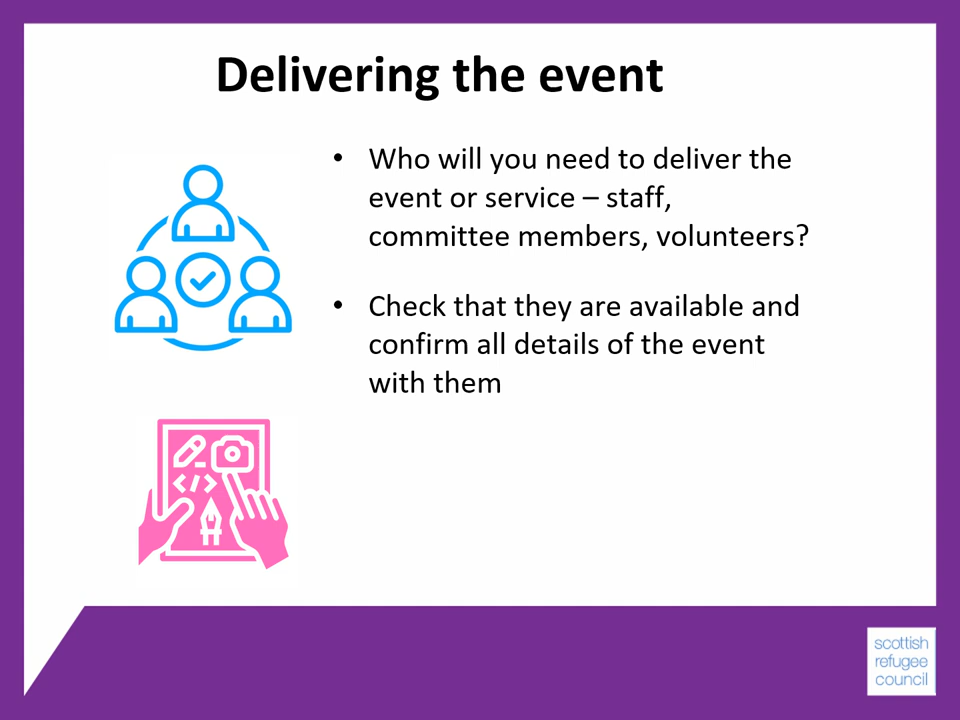 Delivering the event
• Who will you need to deliver the
event or service – staff,
committee members, volunteers?
• Check that they are available and
confirm all details of the event
with them
</>
scottish
refugee
council